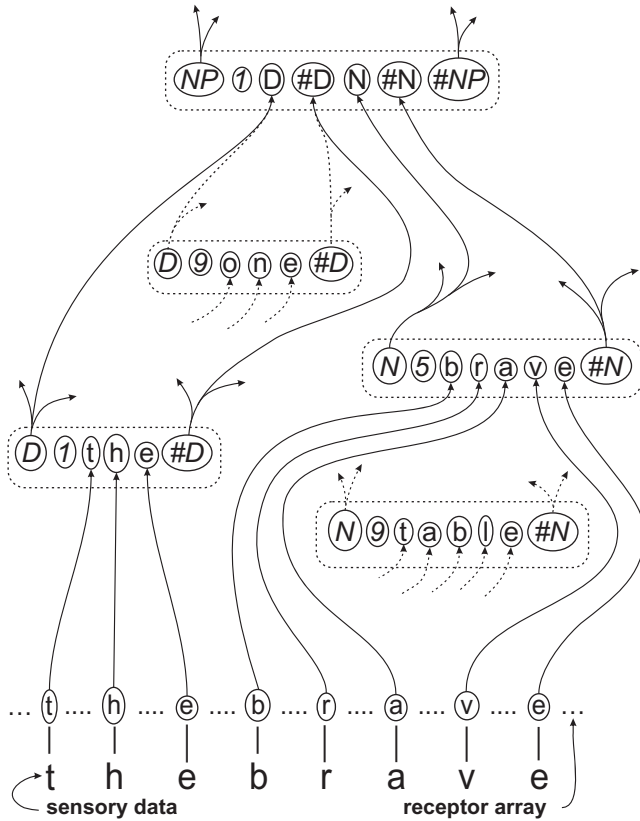 NP 1 D #D N #N #NP
D 9 o n e #D
N 5 b r a v e #N
D 1 t h e #D
N 9 t a b l e #N
... t .... h .... e .... b .... r .... a .... v .... e ...
t h e b r a v e
sensory data receptor array